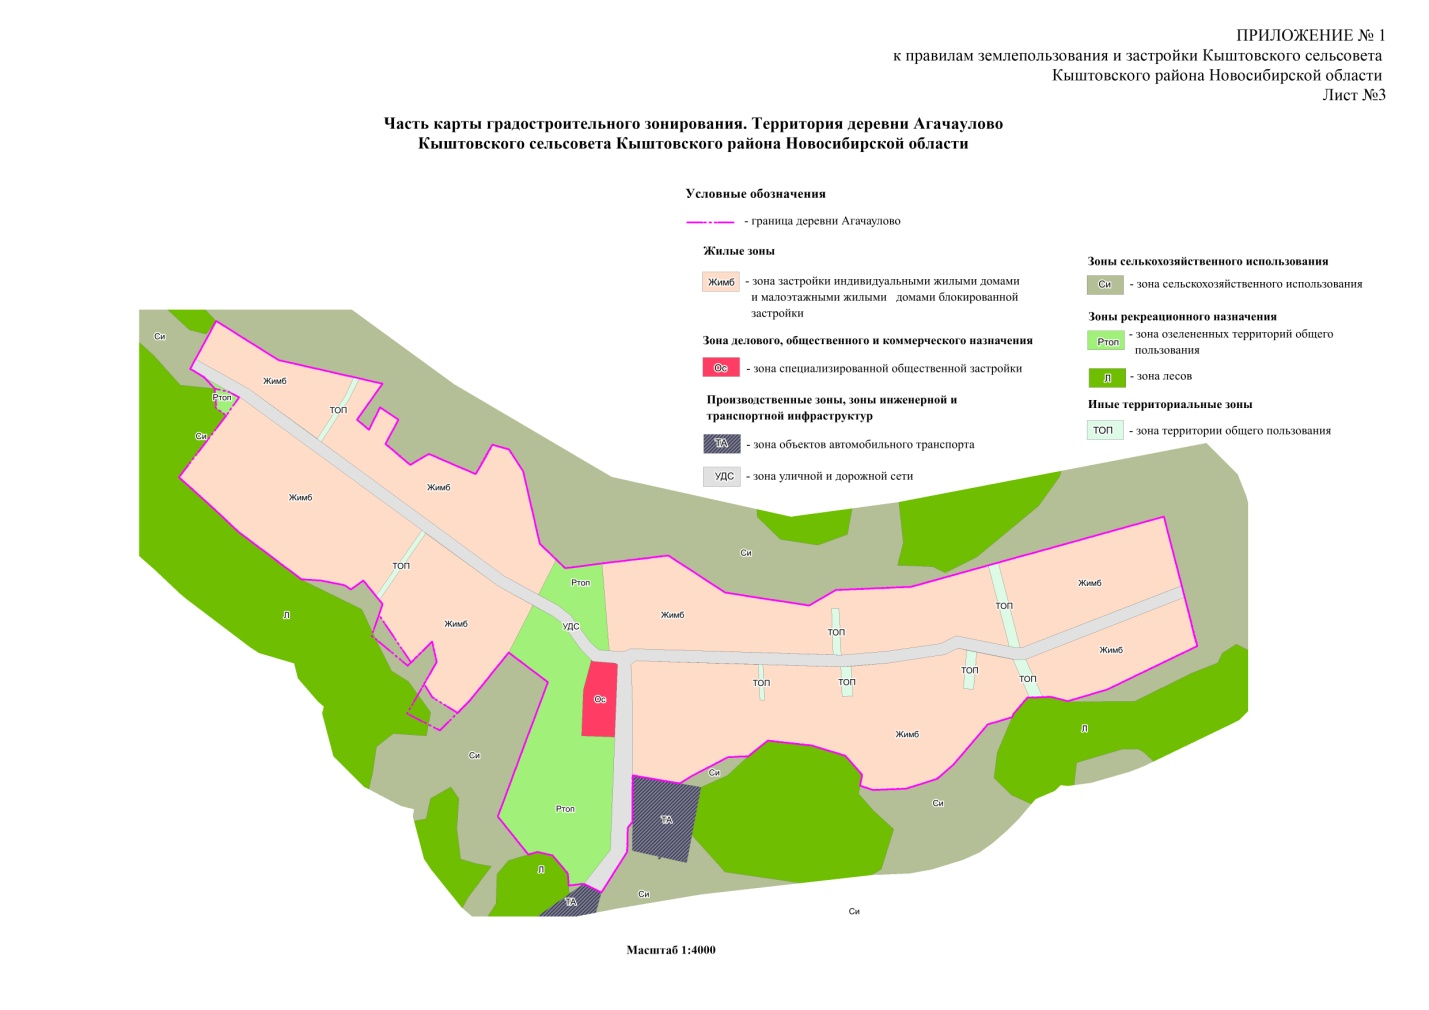 ПРИЛОЖЕНИЕ № 1
к правилам землепользования и застройки Кыштовского сельсовета
Кыштовского района Новосибирской области
Лист №3
Часть карты градостроительного зонирования. Территория деревни Агачаулово
Кыштовского сельсовета Кыштовского района Новосибирской области
Условные обозначения
- граница деревни Агачаулово
Жилые зоны
Жимб - зона застройки индивидуальными жилыми домами
и малоэтажными жилыми домами блокированной
застройки
Зона делового, общественного и коммерческого назначения
Ос - зона специализированной общественной застройки
Производственные зоны, зоны инженерной и
транспортной инфраструктур
ТА - зона объектов автомобильного транспорта
УДС - зона уличной и дорожной сети
Зоны селькохозяйственного использования
Си - зона сельскохозяйственного использования
Зоны рекреационного назначения
Ртоп - зона озелененных территорий общего
пользования
Л - зона лесов
Иные территориальные зоны
ТОП - зона территории общего пользования
Си
Жимб
Ртоп
ТОП
Си
Жимб
Жимб
Си
ТОП
Ртоп
Жимб
ТОП
Л
Жимб
Жимб
УДС
ТОП
Жимб
ТОП
ТОП
ТОП
ТОП
Ос
Л
Жимб
Си
Си
Си
Ртоп
ТА
Л
Си
ТА
Си
Масштаб 1:4000